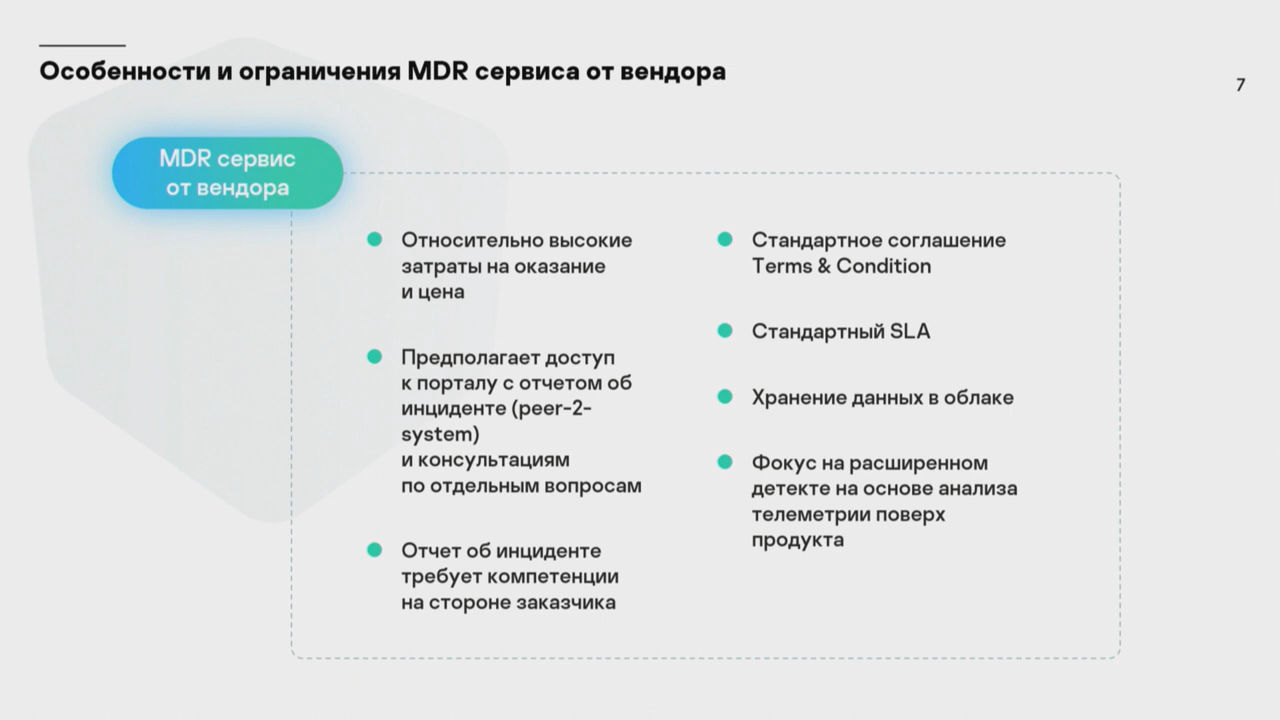 Особенности и ограничения MDR сервиса от вендора
7
MDR сервис
от вендора
Относительно высокие
затраты на оказание
и цена
Предполагает доступ
к порталу с отчетом об
инциденте (peer-2-
system)
и консультациям
по отдельным вопросам
Отчет об инциденте
требует компетенции
на стороне заказчика
Стандартное соглашение
Terms & Condition
Стандартный SLA
Хранение данных в облаке
Фокус на расширенном
детекте на основе анализа
телеметрии поверх
продукта